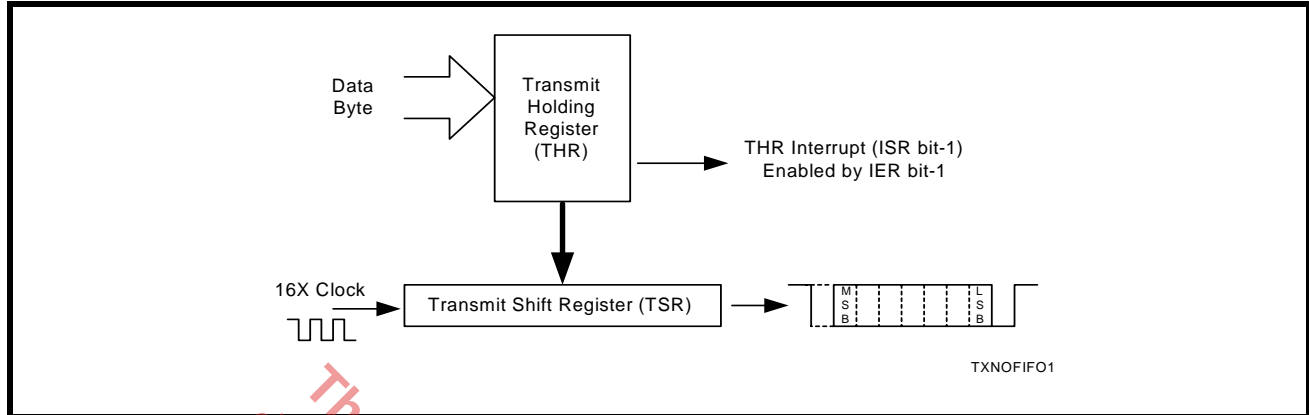 Data
Byte
Transmit
Holding
Register
(THR)
THR Interrupt (ISR bit-1)
Enabled by IER bit-1
16X Clock
Transmit Shift Register (TSR)
M
S
B
L
S
B
TXNOFIFO1
Th